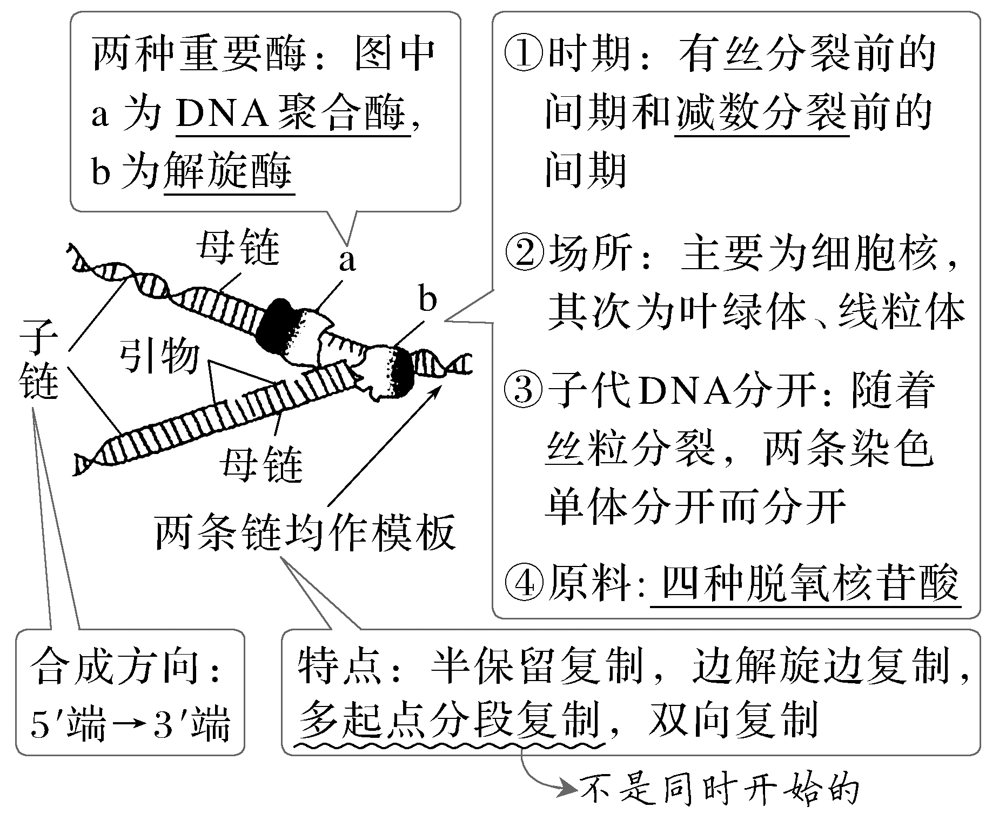 两种重要酶：图中
a 为 DNA聚合酶，
b 为解旋酶
①时期：有丝分裂前的
间期和减数分裂前的
间期
②场所：主要为细胞核，
其次为叶绿体、线粒体
③子代DNA分开：随着
丝粒分裂，两条染色
单体分开而分开
④原料：四种脱氧核苷酸
母链
a
b
子链
引物
母链
两条链均作模板
合成方向：
5′端→3′端
特点：半保留复制，边解旋边复制，
多起点分段复制，双向复制
不是同时开始的